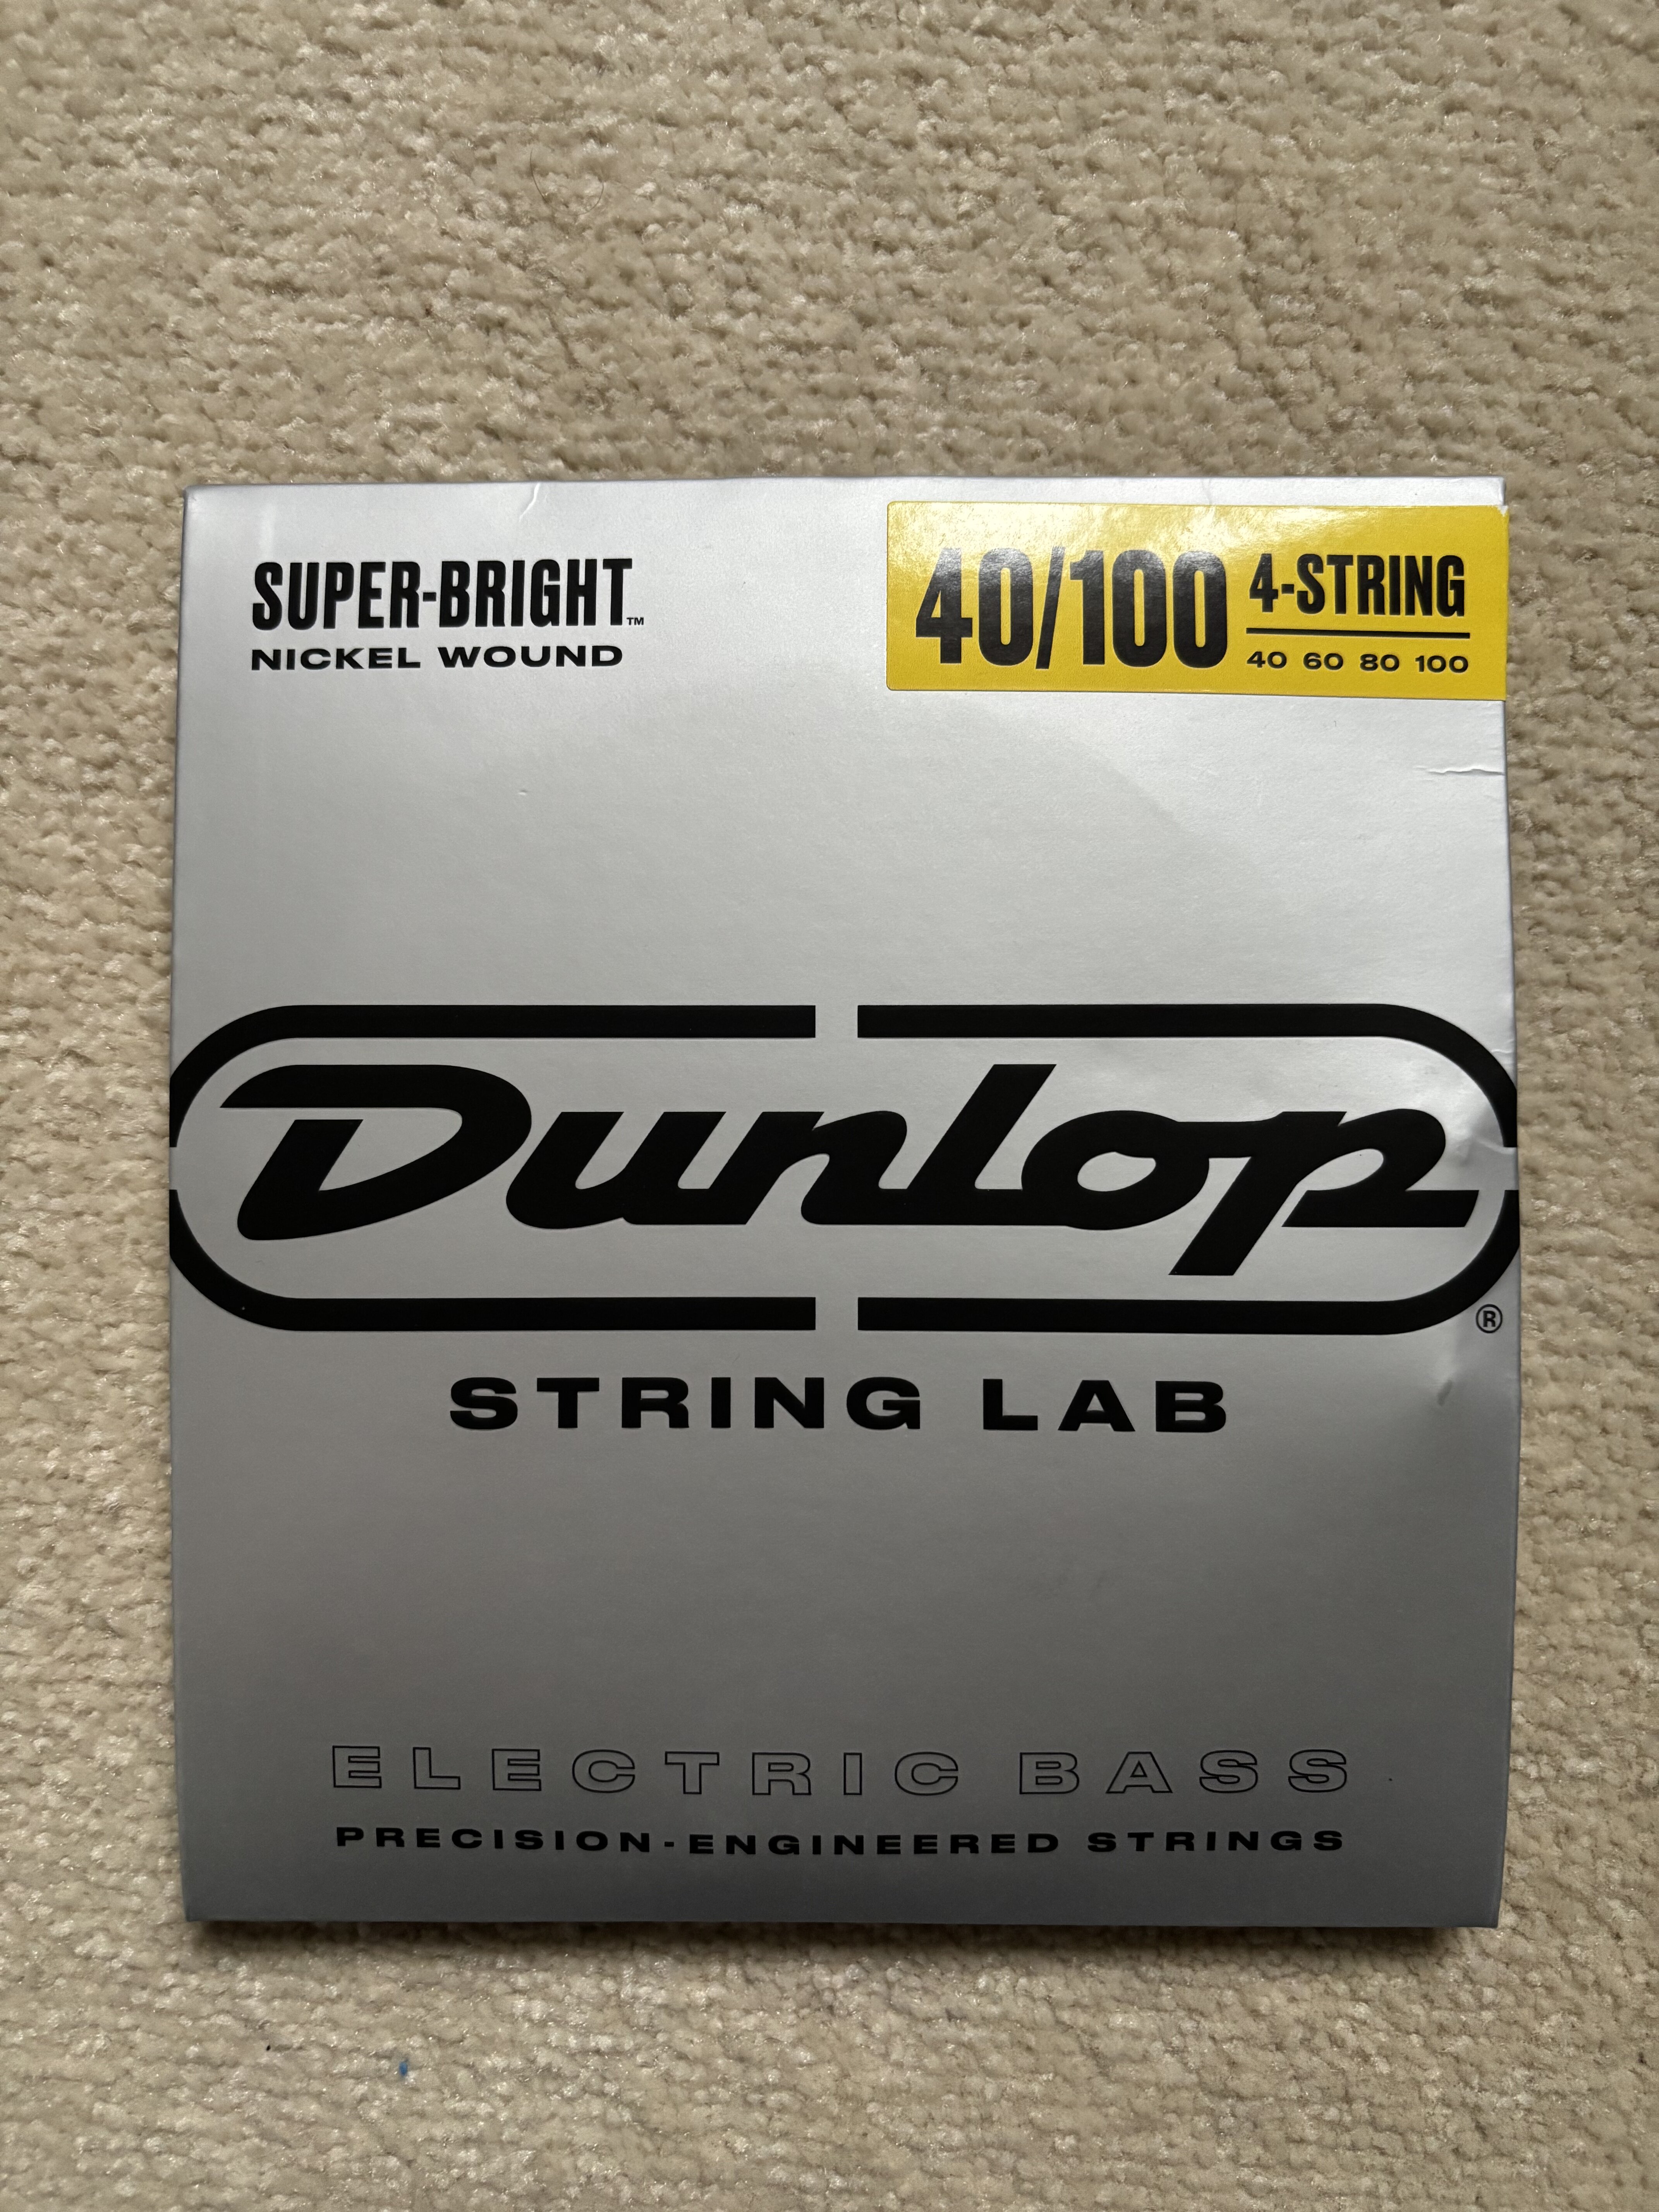 SUPER-BRIGHT™
NICKEL WOUND
40/100
4-STRING
40 60 80 100
Dunlop®
STRING LAB
ELECTRIC BASS
PRECISION-ENGINEERED STRINGS